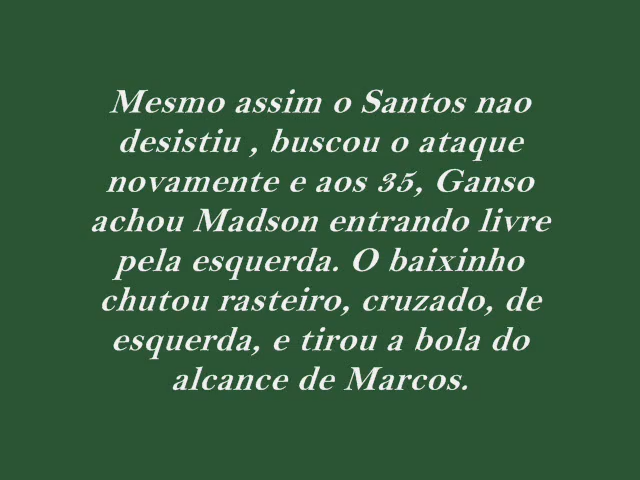 Mesmo assim o Santos nao
desistiu , buscou o ataque
novamente e aos 35, Ganso
achou Madson entrando livre
pela esquerda. O baixinho
chutou rasteiro, cruzado, de
esquerda, e tirou a bola do
alcance de Marcos.